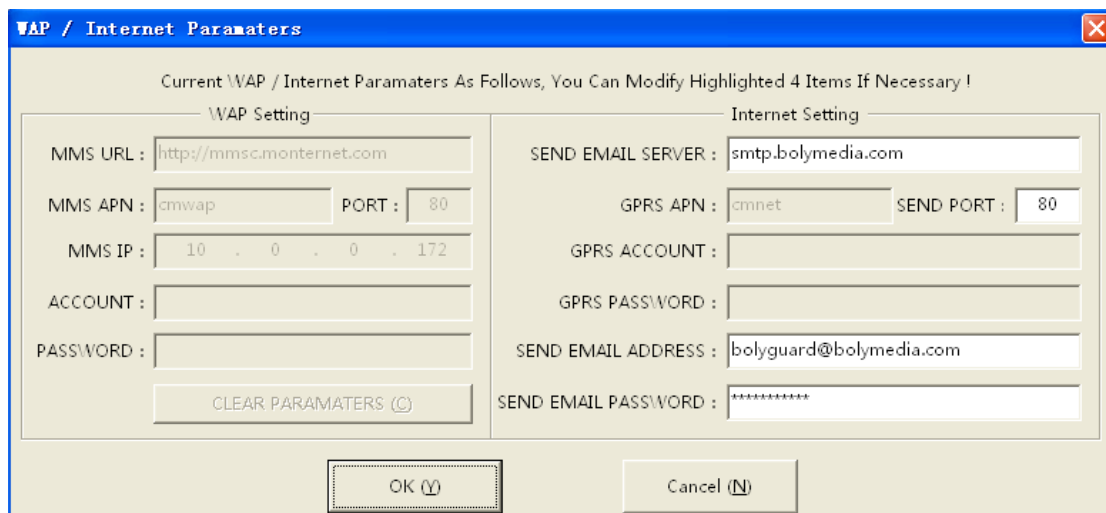 WAP / Internet Paramaters
Current WAP / Internet Paramaters As Follows, You Can Modify Highlighted 4 Items If Necessary !
WAP Setting
MMS URL : http://mmsc.monternet.com
MMS APN : cmwap PORT : 80
MMS IP : 10 . 0 . 0 . 172
ACCOUNT :
PASSWORD :
CLEAR PARAMATERS (C)
Internet Setting
SEND EMAIL SERVER : smtp.bolymedia.com
GPRS APN : cmnet SEND PORT : 80
GPRS ACCOUNT :
GPRS PASSWORD :
SEND EMAIL ADDRESS : bolyguard@bolymedia.com
SEND EMAIL PASSWORD : ***********
OK (Y)
Cancel (N)